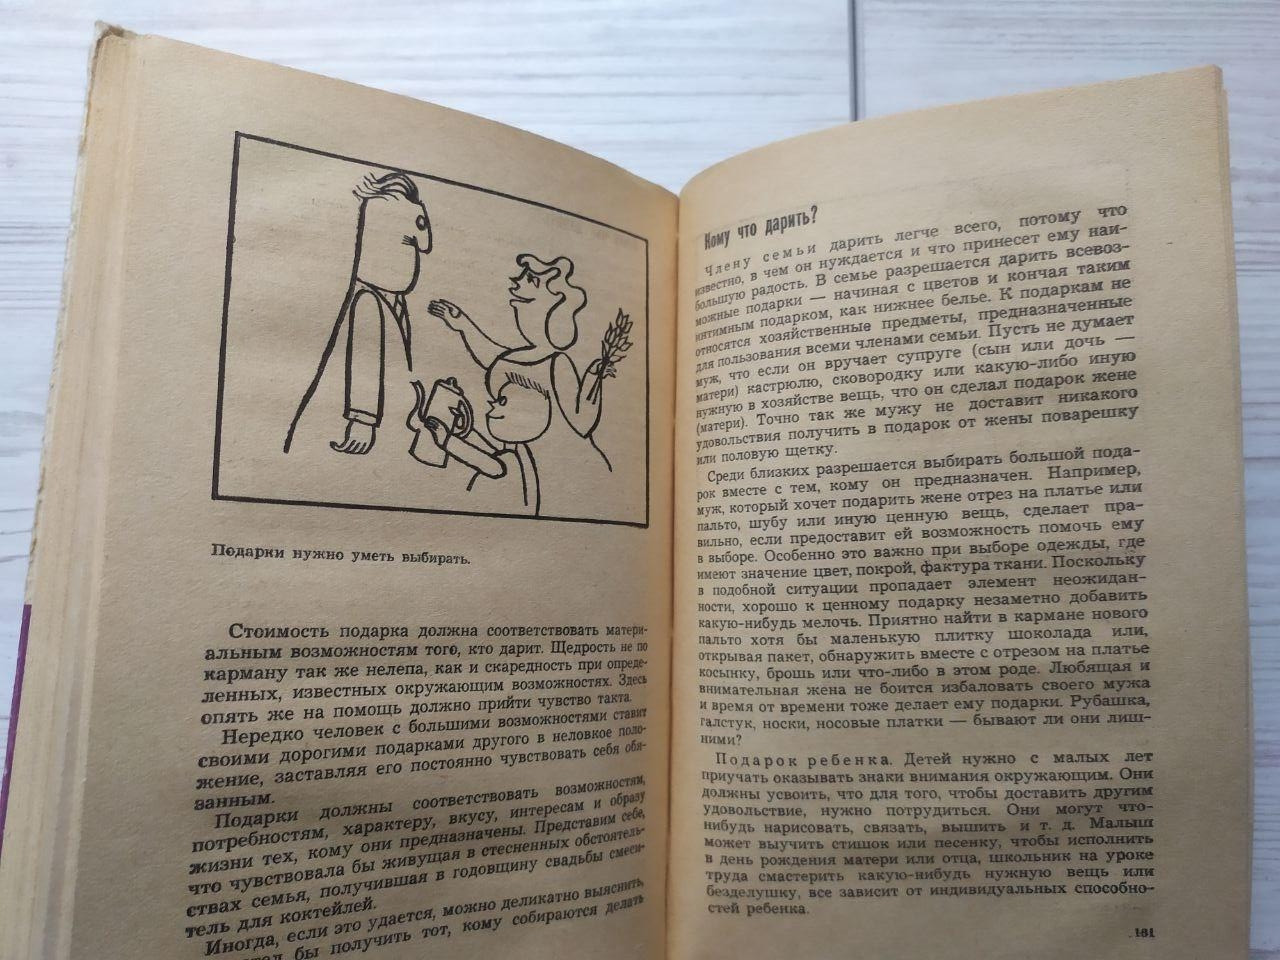 Подарки нужно уметь выбирать.
Стоимость подарка должна соответствовать матери-
альным возможностям того, кто дарит. Щедрость не по
карману так же нелепа, как и скаредность при опреде-
ленных, известных окружающим возможностях. Здесь
опять же на помощь должно прийти чувство такта.
Нередко человек с большими возможностями ставит
своими дорогими подарками другого в неловкое поло-
жение, заставляя его постоянно чувствовать себя обя-
занным.
Подарки должны соответствовать возможностям,
потребностям, характеру, вкусу, интересам и образу
жизни тех, кому они предназначены. Представим себе,
что чувствовала бы живущая в стесненных обстоятель-
ствах семья, получившая в годовщину свадьбы смеси-
тель для коктейлей.
Иногда, если это удается, можно деликатно выяснить,
бы получить тот, кому собираются делать
Кому что дарить?
Члену семьи дарить легче всего, потому что
известно, в чем он нуждается и что принесет ему наи-
большую радость. В семье разрешается дарить всевоз-
можные подарки — начиная с цветов и кончая таким
интимным подарком, как нижнее белье. К подаркам не
относятся хозяйственные предметы, предназначенные
для пользования всеми членами семьи. Пусть не думает
муж, что если он вручает супруге (сын или дочь —
матери) кастрюлю, сковородку или какую-либо иную
нужную в хозяйстве вещь, что он сделал подарок жене
(матери). Точно так же мужу не доставит никакого
удовольствия получить в подарок от жены поварешку
или половую щетку.
Среди близких разрешается выбирать большой пода-
рок вместе с тем, кому он предназначен. Например,
муж, который хочет подарить жене отрез на платье или
пальто, шубу или иную ценную вещь, сделает пра-
вильно, если предоставит ей возможность помочь ему
в выборе. Особенно это важно при выборе одежды, где
имеют значение цвет, покрой, фактура ткани. Поскольку
в подобной ситуации пропадает элемент неожидан-
ности, хорошо к ценному подарку незаметно добавить
какую-нибудь мелочь. Приятно найти в кармане нового
пальто хотя бы маленькую плитку шоколада или,
открывая пакет, обнаружить вместе с отрезом на платье
косынку, брошь или что-либо в этом роде. Любящая и
внимательная жена не боится избаловать своего мужа
и время от времени тоже делает ему подарки. Рубашка,
галстук, носки, носовые платки — бывают ли они лиш-
ними?
Подарок ребенка. Детей нужно с малых лет
приучать оказывать знаки внимания окружающим. Они
должны усвоить, что для того, чтобы доставить другим
удовольствие, нужно потрудиться. Они могут что-
нибудь нарисовать, связать, вышить и т. д. Малыш
может выучить стишок или песенку, чтобы исполнить
в день рождения матери или отца, школьник на уроке
труда смастерить какую-нибудь нужную вещь или
безделушку, все зависит от индивидуальных способно-
стей ребенка.
161